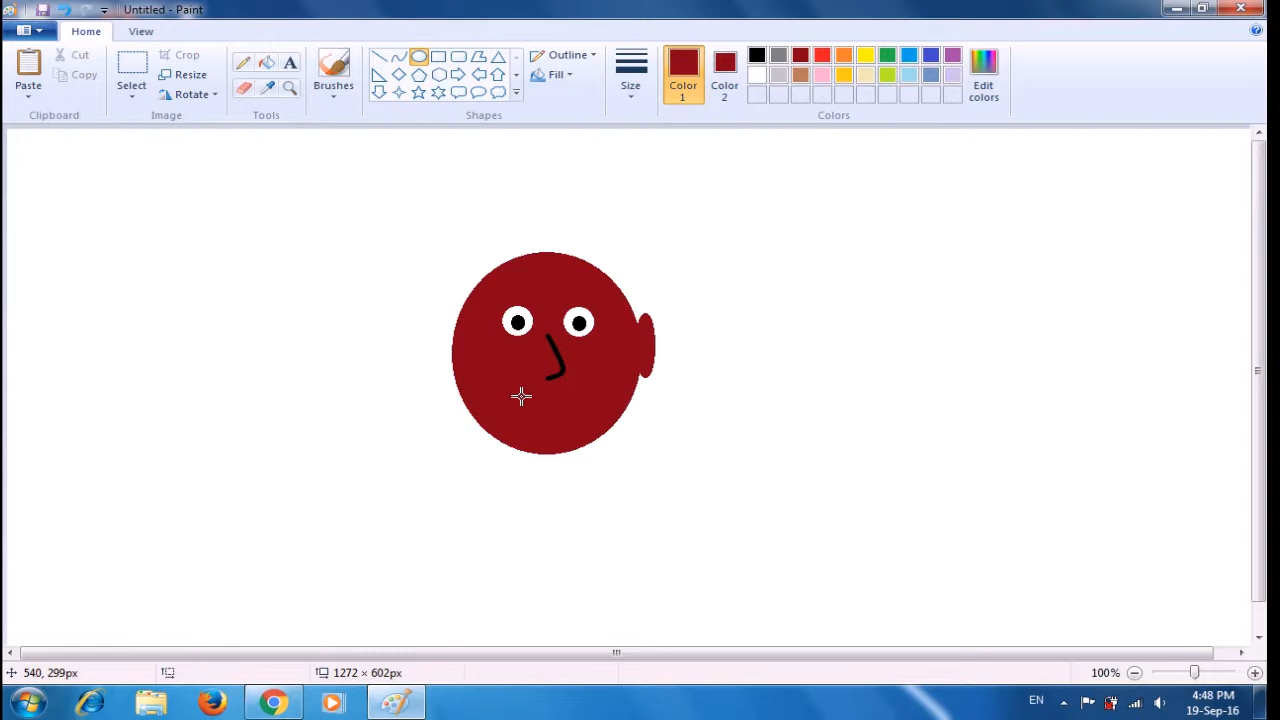 Untitled - Paint
Home View
Paste
Cut
Copy
Clipboard
Select
Crop
Resize
Rotate
Image
A
Tools
Brushes
Outline
Fill
Shapes
Size
Color 1
Color 2
Edit colors
Colors
540, 299px
1272 × 602px
100%
EN
4:48 PM
19-Sep-16